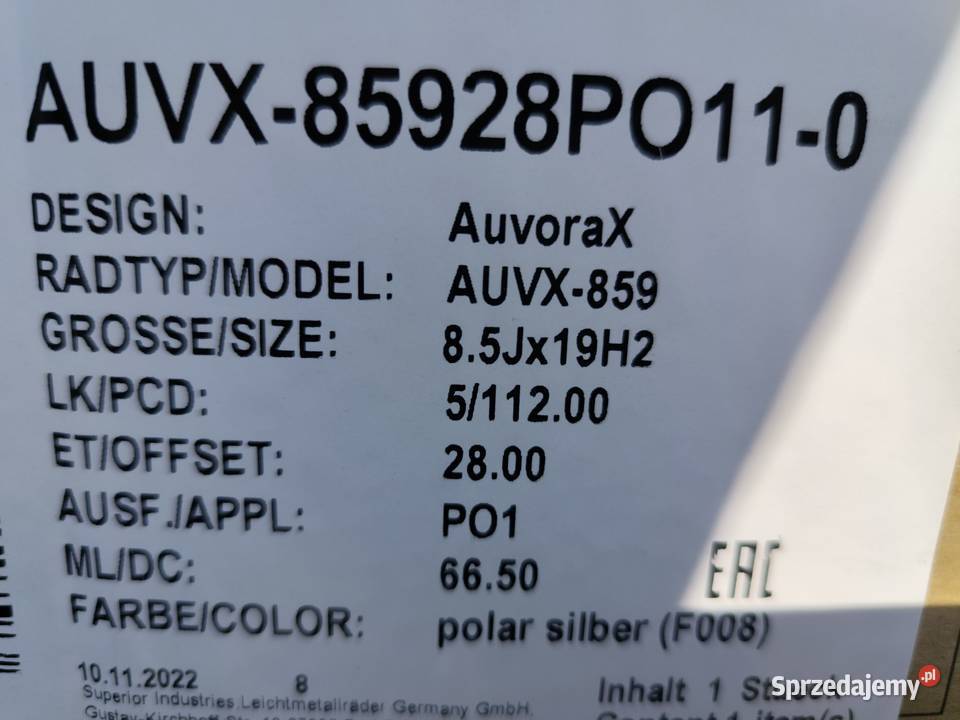 AUVX-85928PO11-0
DESIGN: AuvoraX
RADTYP/MODEL: AUVX-859
GROSSE/SIZE: 8.5Jx19H2
LK/PCD: 5/112.00
ET/OFFSET: 28.00
AUSF./APPL: PO1
ML/DC: 66.50
EAC
FARBE/COLOR: polar silber (F008)
10.11.2022 8
Superior Industries Leichtmetallräder Germany GmbH.
Inhalt 1
Sprzedajemy.pl